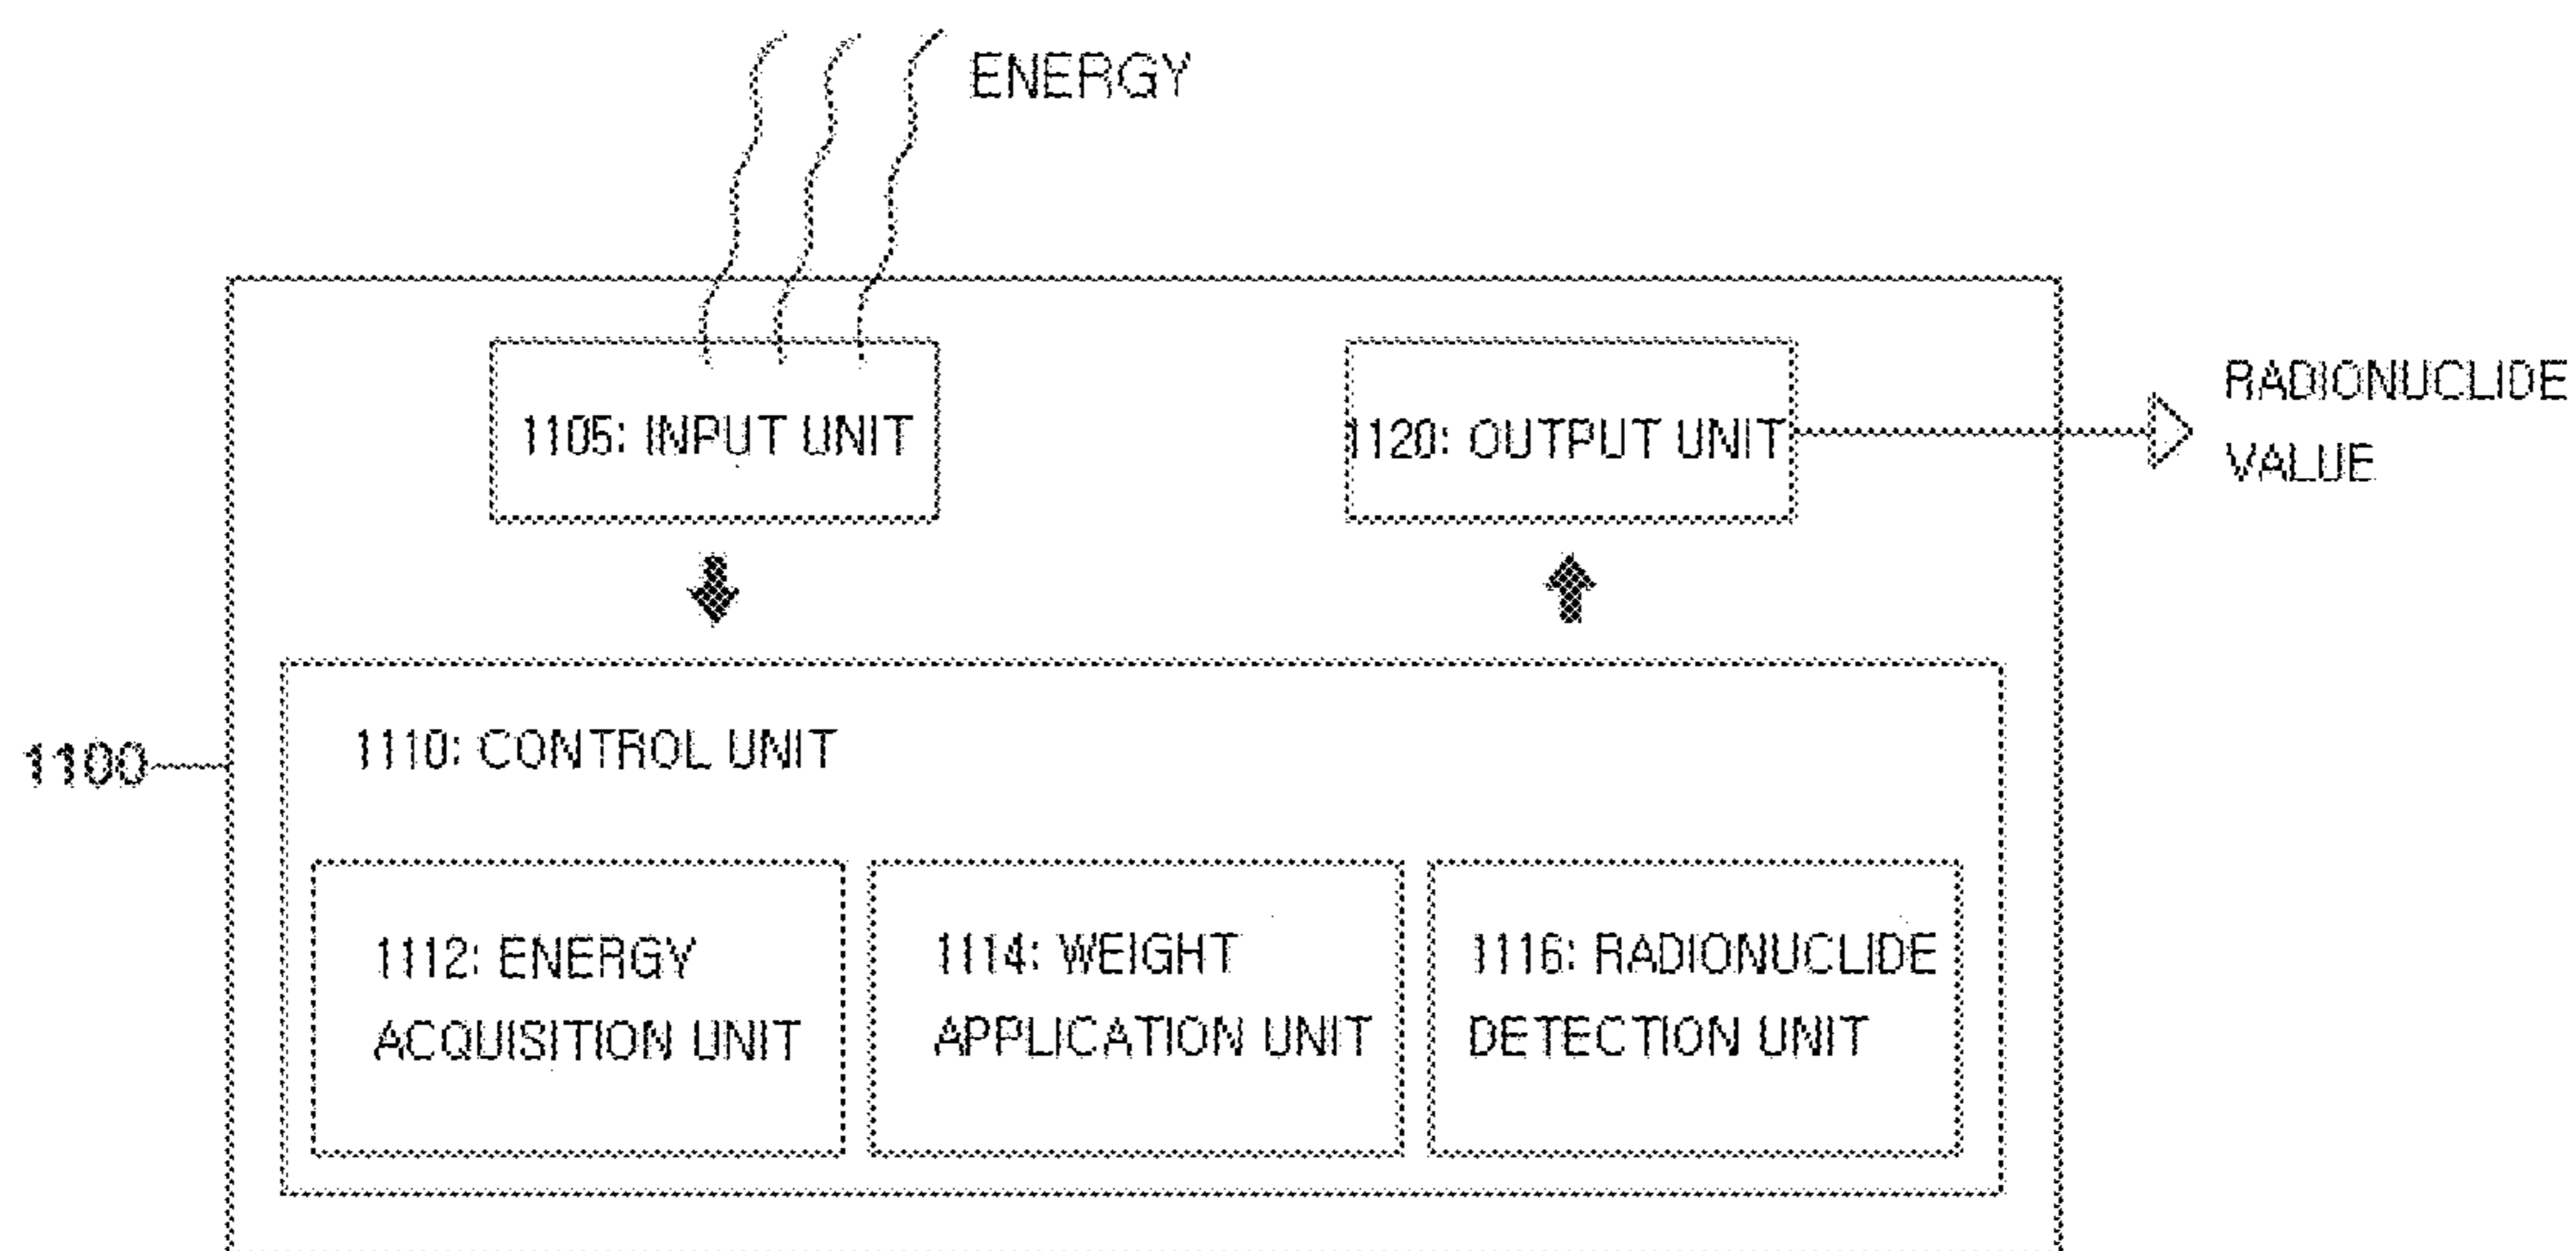 ENERGY
1105: INPUT UNIT
1120: OUTPUT UNIT
RADIONUCLIDE
VALUE
1100
1110: CONTROL UNIT
1112: ENERGY
ACQUISITION UNIT
1114: WEIGHT
APPLICATION UNIT
1116: RADIONUCLIDE
DETECTION UNIT